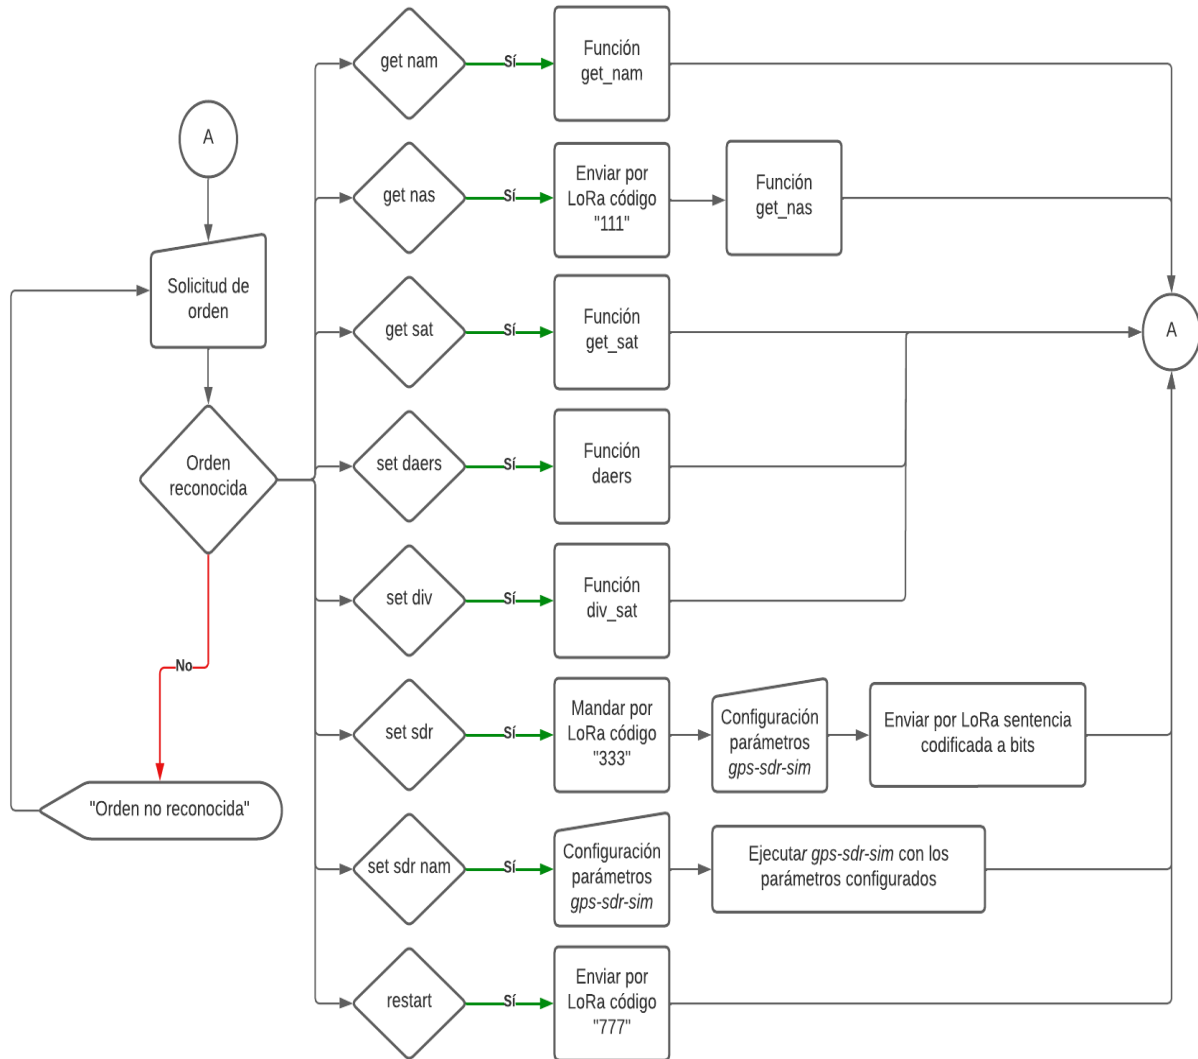 A
Solicitud de
orden
Orden
reconocida
No
"Orden no reconocida"
get nam
Sí
Función
get_nam
get nas
Sí
Enviar por
LoRa código
"111"
Función
get_nas
get sat
Sí
Función
get_sat
set daers
Sí
Función
daers
set div
Sí
Función
div_sat
set sdr
Sí
Mandar por
LoRa código
"333"
Configuración
parámetros
gps-sdr-sim
Enviar por LoRa sentencia
codificada a bits
set sdr nam
Sí
Configuración
parámetros
gps-sdr-sim
Ejecutar gps-sdr-sim con los
parámetros configurados
restart
Sí
Enviar por
LoRa código
"777"
A